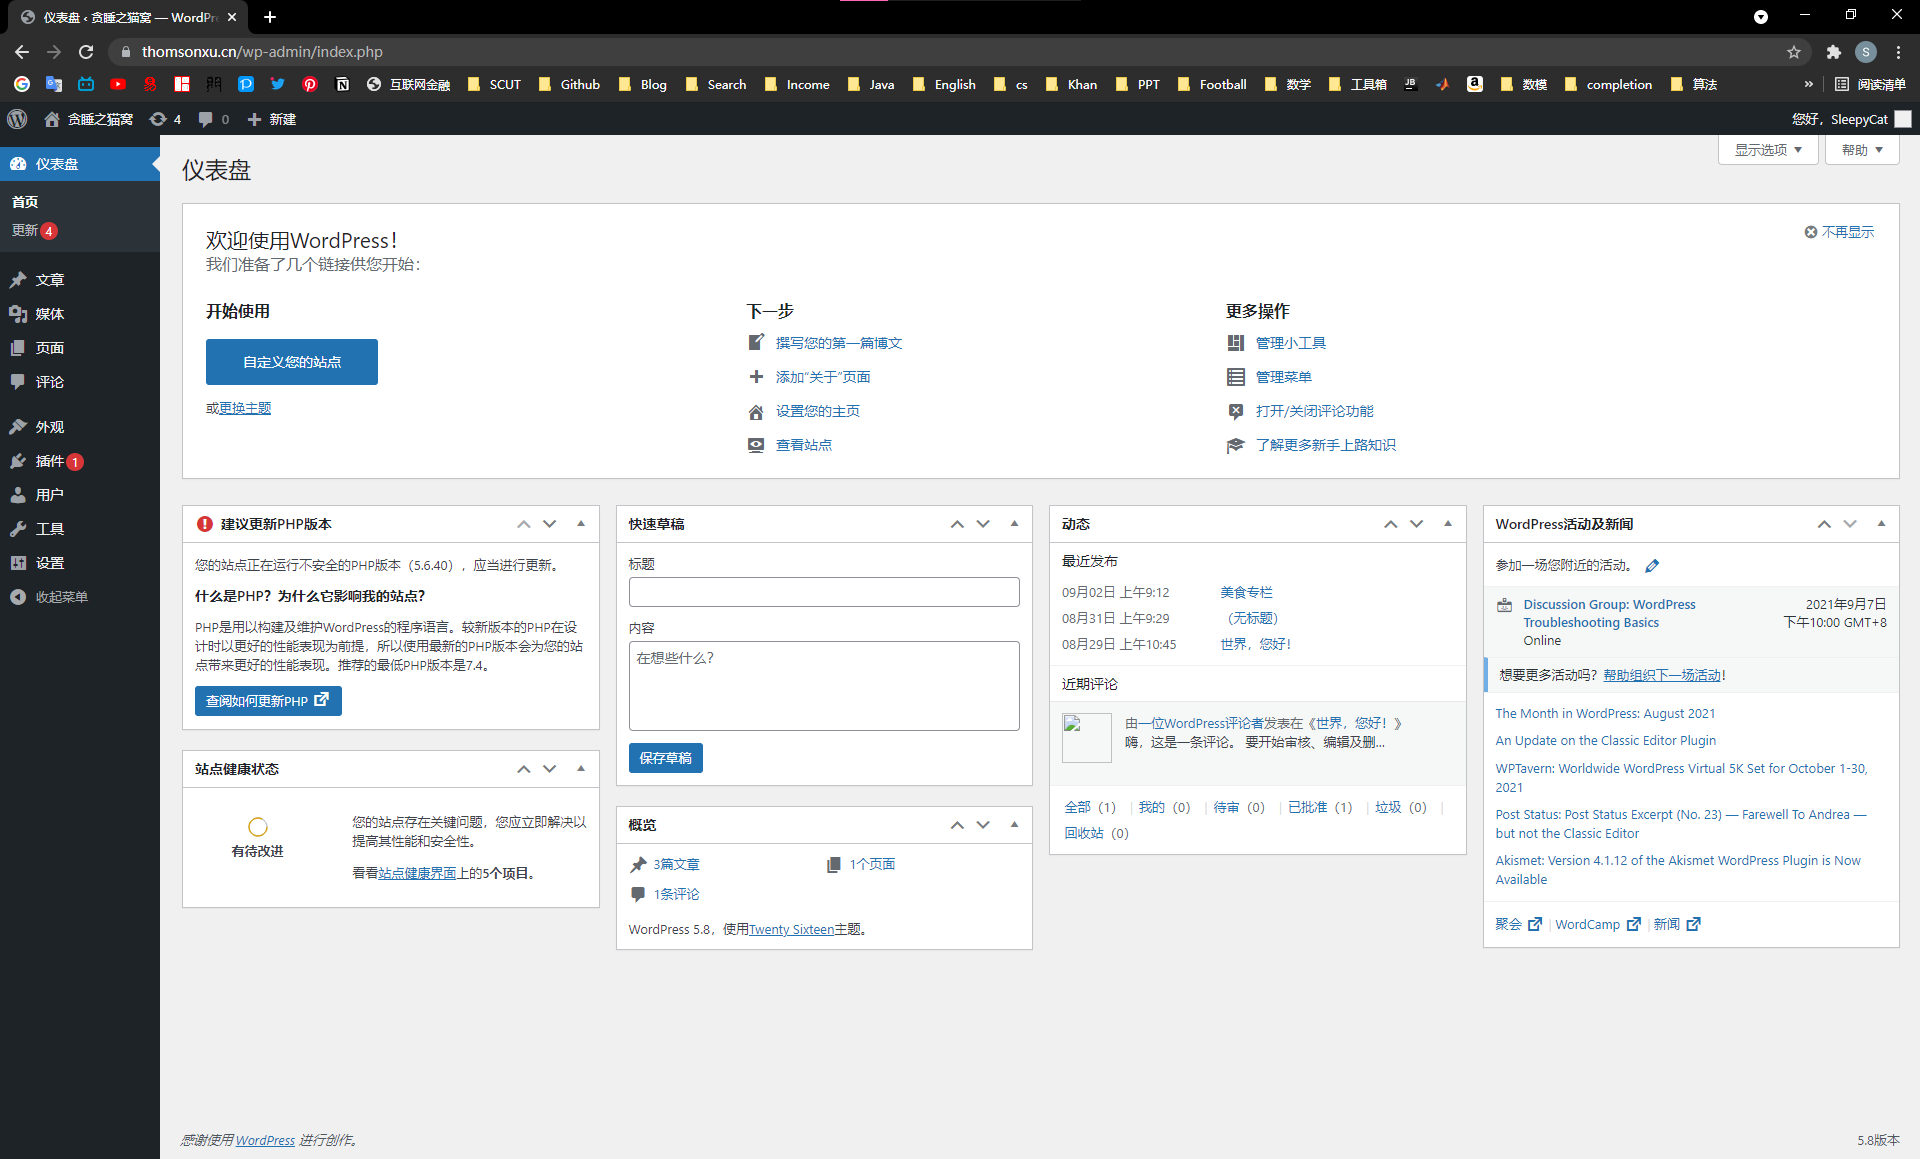 仪表盘 ‹ 贪睡之猫窝 — WordPr
thomsonxu.cn/wp-admin/index.php
互联网金融 SCUT Github Blog Search Income Java English cs Khan PPT Football 数学 工具箱 数模 completion 算法 » 阅读清单
贪睡之猫窝 4 0 新建 您好，SleepyCat
仪表盘
首页
更新 4
文章
媒体
页面
评论
外观
插件 1
用户
工具
设置
收起菜单
显示选项 帮助
仪表盘
不再显示
欢迎使用WordPress！
我们准备了几个链接供您开始：
开始使用
自定义您的站点
或更换主题
下一步
撰写您的第一篇博文
添加“关于”页面
设置您的主页
查看站点
更多操作
管理小工具
管理菜单
打开/关闭评论功能
了解更多新手上路知识
建议更新PHP版本
您的站点正在运行不安全的PHP版本（5.6.40），应当进行更新。
什么是PHP？为什么它影响我的站点？
PHP是用以构建及维护WordPress的程序语言。较新版本的PHP在设
计时以更好的性能表现为前提，所以使用最新的PHP版本会为您的站
点带来更好的性能表现。推荐的最低PHP版本是7.4。
查阅如何更新PHP
站点健康状态
有待改进
您的站点存在关键问题，您应立即解决以
提高其性能和安全性。
看看站点健康界面上的5个项目。
快速草稿
标题
内容
在想些什么？
保存草稿
概览
3篇文章 1个页面
1条评论
WordPress 5.8，使用Twenty Sixteen主题。
动态
最近发布
09月02日 上午9:12 美食专栏
08月31日 上午9:29 （无标题）
08月29日 上午10:45 世界，您好！
近期评论
由一位WordPress评论者发表在《世界，您好！》
嗨，这是一条评论。 要开始审核、编辑及删...
全部（1） | 我的（0） | 待审（0） | 已批准（1） | 垃圾（0） |
回收站（0）
WordPress活动及新闻
参加一场您附近的活动。
Discussion Group: WordPress 2021年9月7日
Troubleshooting Basics 下午10:00 GMT+8
Online
想要更多活动吗？帮助组织下一场活动！
The Month in WordPress: August 2021
An Update on the Classic Editor Plugin
WPTavern: Worldwide WordPress Virtual 5K Set for October 1-30,
2021
Post Status: Post Status Excerpt (No. 23) — Farewell To Andrea —
but not the Classic Editor
Akismet: Version 4.1.12 of the Akismet WordPress Plugin is Now
Available
聚会 | WordCamp | 新闻
感谢使用 WordPress 进行创作。 5.8版本